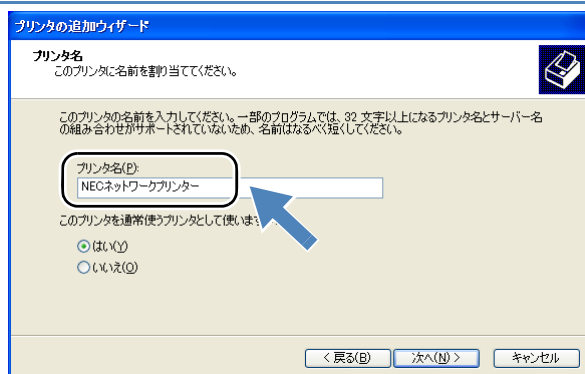 プリンタの追加ウィザード
プリンタ名
このプリンタに名前を割り当ててください。
このプリンタの名前を入力してください。一部のプログラムでは、32 文字以上になるプリンタ名とサーバー名
の組み合わせがサポートされていないため、名前はなるべく短くしてください。
プリンタ名(P):
NECネットワークプリンター
このプリンタを通常使うプリンタとして使いま
はい(Y)
いいえ(O)
< 戻る(B)
次へ(N) >
キャンセル